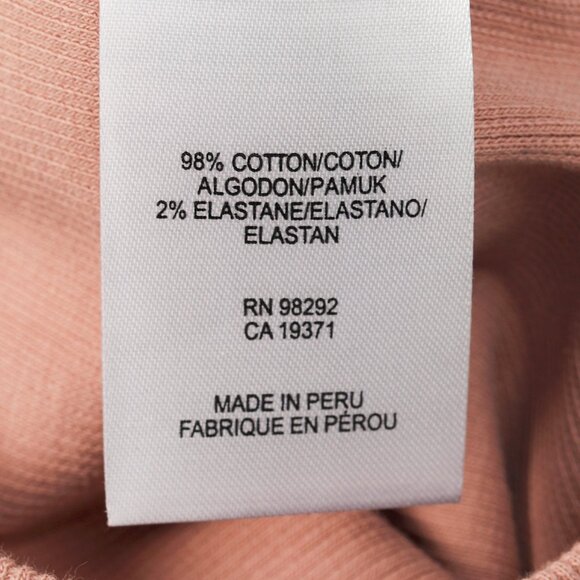 98% COTTON/COTON/
ALGODON/PAMUK
2% ELASTANE/ELASTANO/
ELASTAN
RN 98292
CA 19371
MADE IN PERU
FABRIQUE EN PÉROU